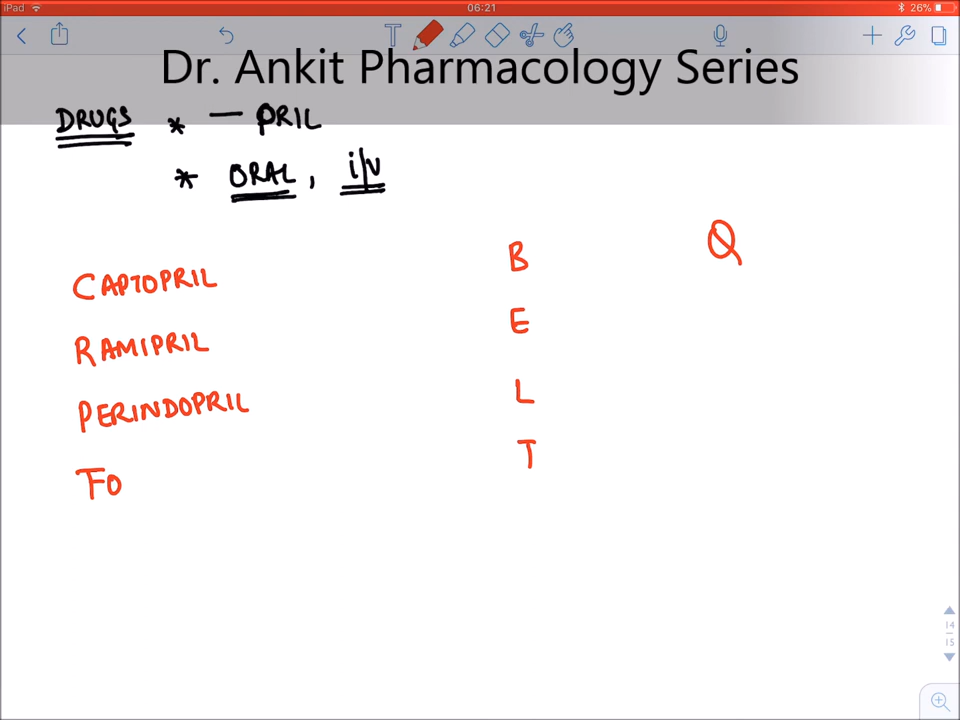 iPad 06:21 26%
T
Dr. Ankit Pharmacology Series
DRUGS * — PRIL
* ORAL, i/v
CAPTOPRIL B Q
RAMIPRIL E
PERINDOPRIL L
FO T
14
15